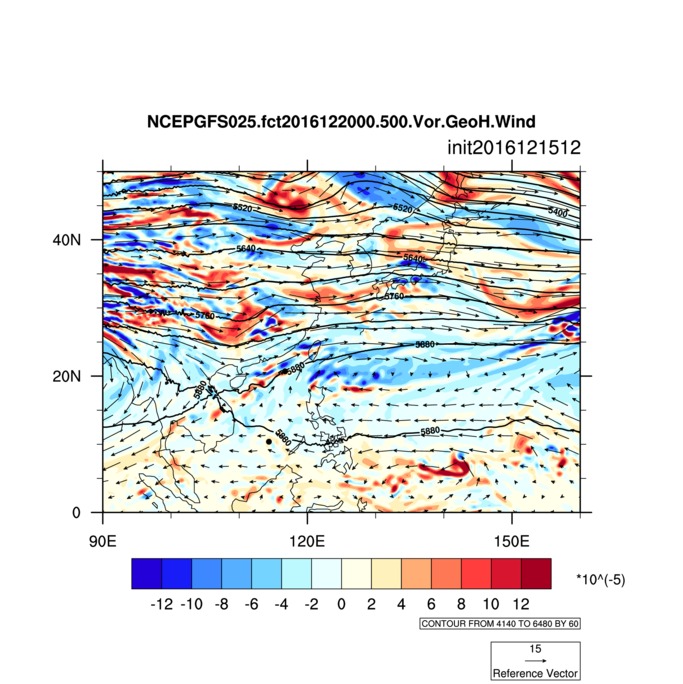 NCEPGFS025.fct2016122000.500.Vor.GeoH.Wind
init2016121512
5520
5520
5400
40N
5640
5640
5760
5760
5880
5880
20N
5880
5880
5880
0
90E 120E 150E
-12 -10 -8 -6 -4 -2 0 2 4 6 8 10 12
*10^(-5)
CONTOUR FROM 4140 TO 6480 BY 60
15
Reference Vector